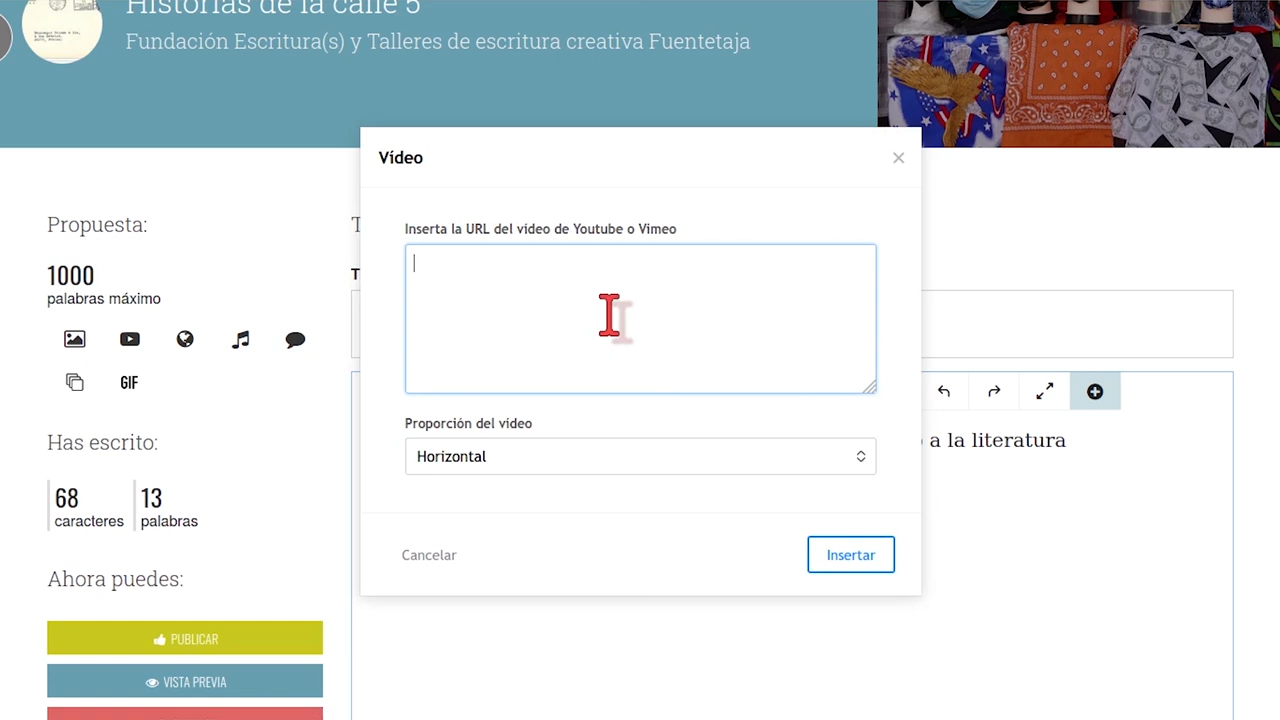 Historias de la calle 5
Fundación Escritura(s) y Talleres de escritura creativa Fuentetaja
Vídeo
Inserta la URL del vídeo de Youtube o Vimeo
Proporción del vídeo
Horizontal
Cancelar
Insertar
Propuesta:
1000
palabras máximo
GIF
Has escrito:
68
caracteres
13
palabras
Ahora puedes:
PUBLICAR
VISTA PREVIA
T
T
a la literatura